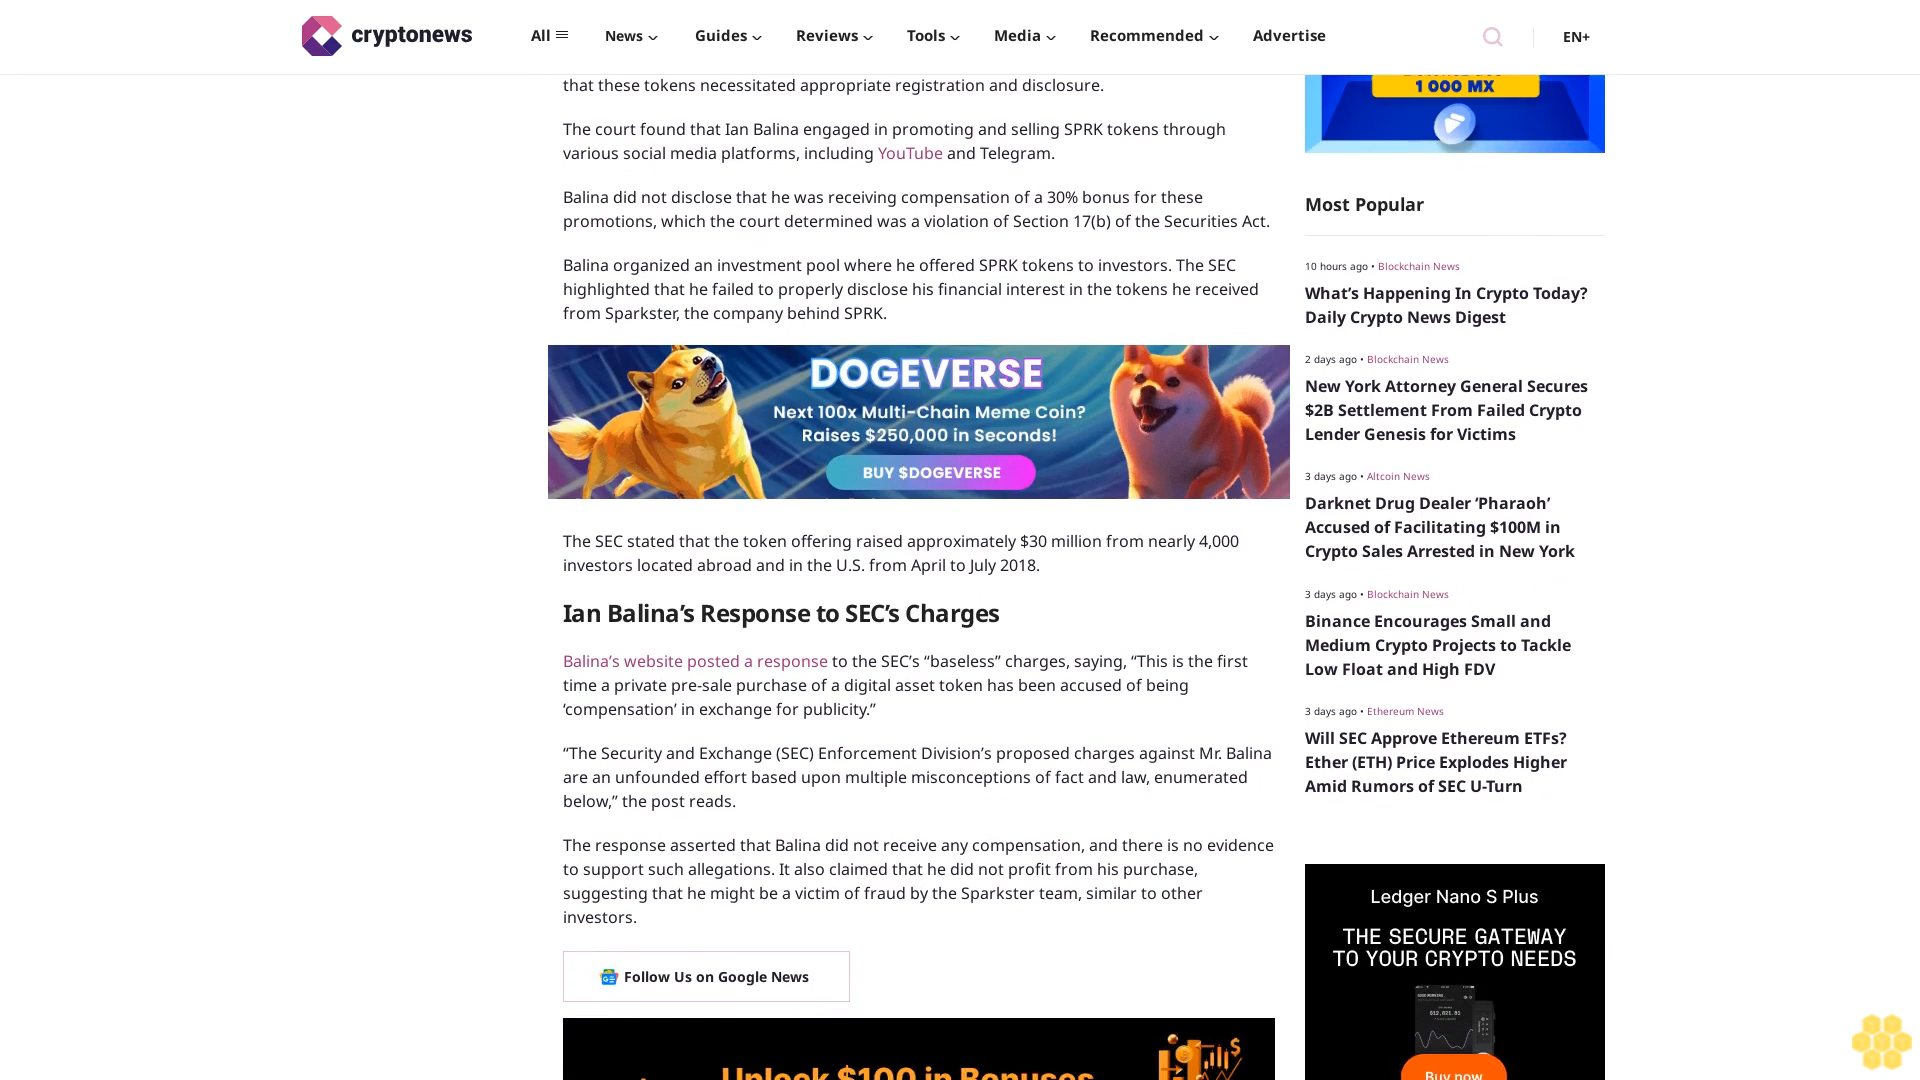 cryptonews
All
News
Guides
Reviews
Tools
Media
Recommended
Advertise
EN+
that these tokens necessitated appropriate registration and disclosure.
The court found that Ian Balina engaged in promoting and selling SPRK tokens through
various social media platforms, including YouTube and Telegram.
Balina did not disclose that he was receiving compensation of a 30% bonus for these
promotions, which the court determined was a violation of Section 17(b) of the Securities Act.
Balina organized an investment pool where he offered SPRK tokens to investors. The SEC
highlighted that he failed to properly disclose his financial interest in the tokens he received
from Sparkster, the company behind SPRK.
DOGEVERSE
Next 100x Multi-Chain Meme Coin?
Raises $250,000 in Seconds!
BUY $DOGEVERSE
The SEC stated that the token offering raised approximately $30 million from nearly 4,000
investors located abroad and in the U.S. from April to July 2018.
Ian Balina’s Response to SEC’s Charges
Balina’s website posted a response to the SEC’s “baseless” charges, saying, “This is the first
time a private pre-sale purchase of a digital asset token has been accused of being
‘compensation’ in exchange for publicity.”
“The Security and Exchange (SEC) Enforcement Division’s proposed charges against Mr. Balina
are an unfounded effort based upon multiple misconceptions of fact and law, enumerated
below,” the post reads.
The response asserted that Balina did not receive any compensation, and there is no evidence
to support such allegations. It also claimed that he did not profit from his purchase,
suggesting that he might be a victim of fraud by the Sparkster team, similar to other
investors.
Follow Us on Google News
Unlock $100 in Bonuses
1 000 MX
Most Popular
10 hours ago • Blockchain News
What’s Happening In Crypto Today?
Daily Crypto News Digest
2 days ago • Blockchain News
New York Attorney General Secures
$2B Settlement From Failed Crypto
Lender Genesis for Victims
3 days ago • Altcoin News
Darknet Drug Dealer ‘Pharaoh’
Accused of Facilitating $100M in
Crypto Sales Arrested in New York
3 days ago • Blockchain News
Binance Encourages Small and
Medium Crypto Projects to Tackle
Low Float and High FDV
3 days ago • Ethereum News
Will SEC Approve Ethereum ETFs?
Ether (ETH) Price Explodes Higher
Amid Rumors of SEC U-Turn
Ledger Nano S Plus
THE SECURE GATEWAY
TO YOUR CRYPTO NEEDS
$12,821.81
Buy now